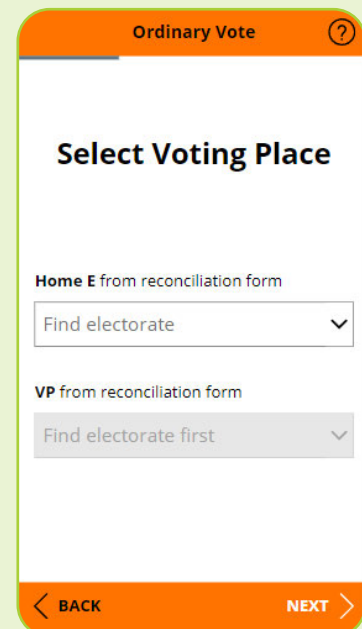 Ordinary Vote ?
Select Voting Place
Home E from reconciliation form
Find electorate
VP from reconciliation form
Find electorate first
BACK NEXT